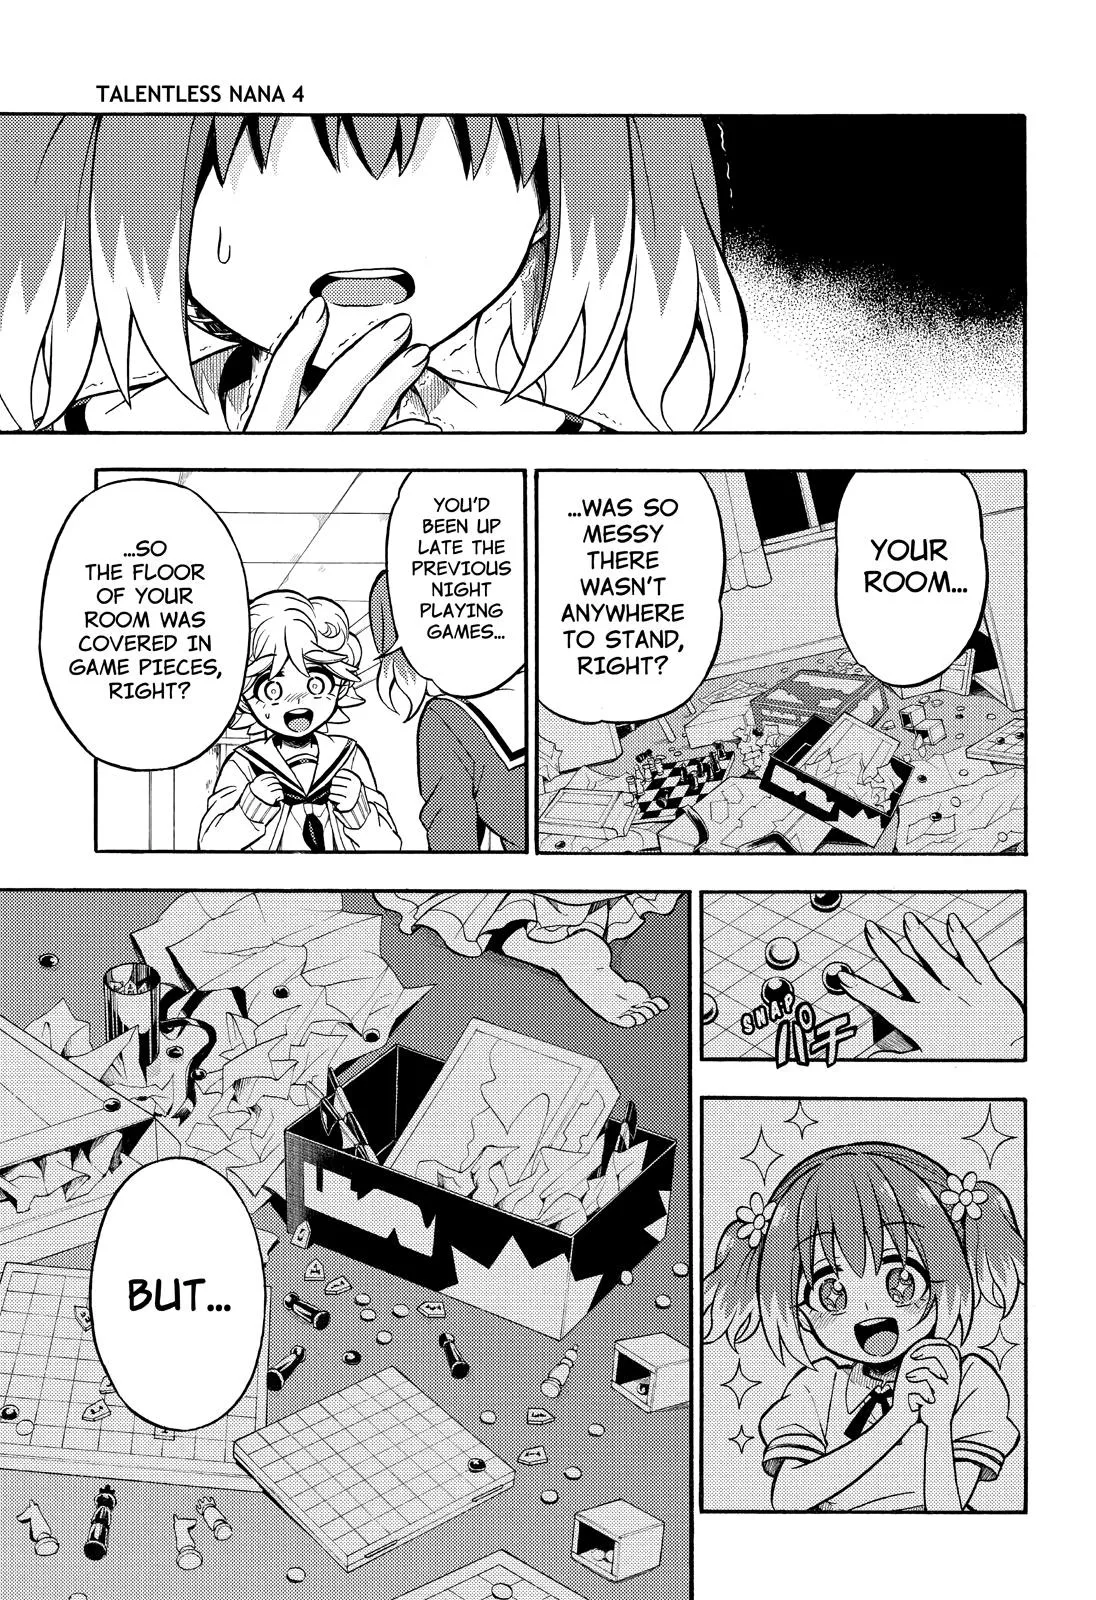 TALENTLESS NANA 4
YOUR
ROOM...
...WAS SO
MESSY
THERE
WASN'T
ANYWHERE
TO STAND,
RIGHT?
YOU'D
BEEN UP
LATE THE
PREVIOUS
NIGHT
PLAYING
GAMES...
...SO
THE FLOOR
OF YOUR
ROOM WAS
COVERED IN
GAME PIECES,
RIGHT?
SNAP
パチ
BUT...